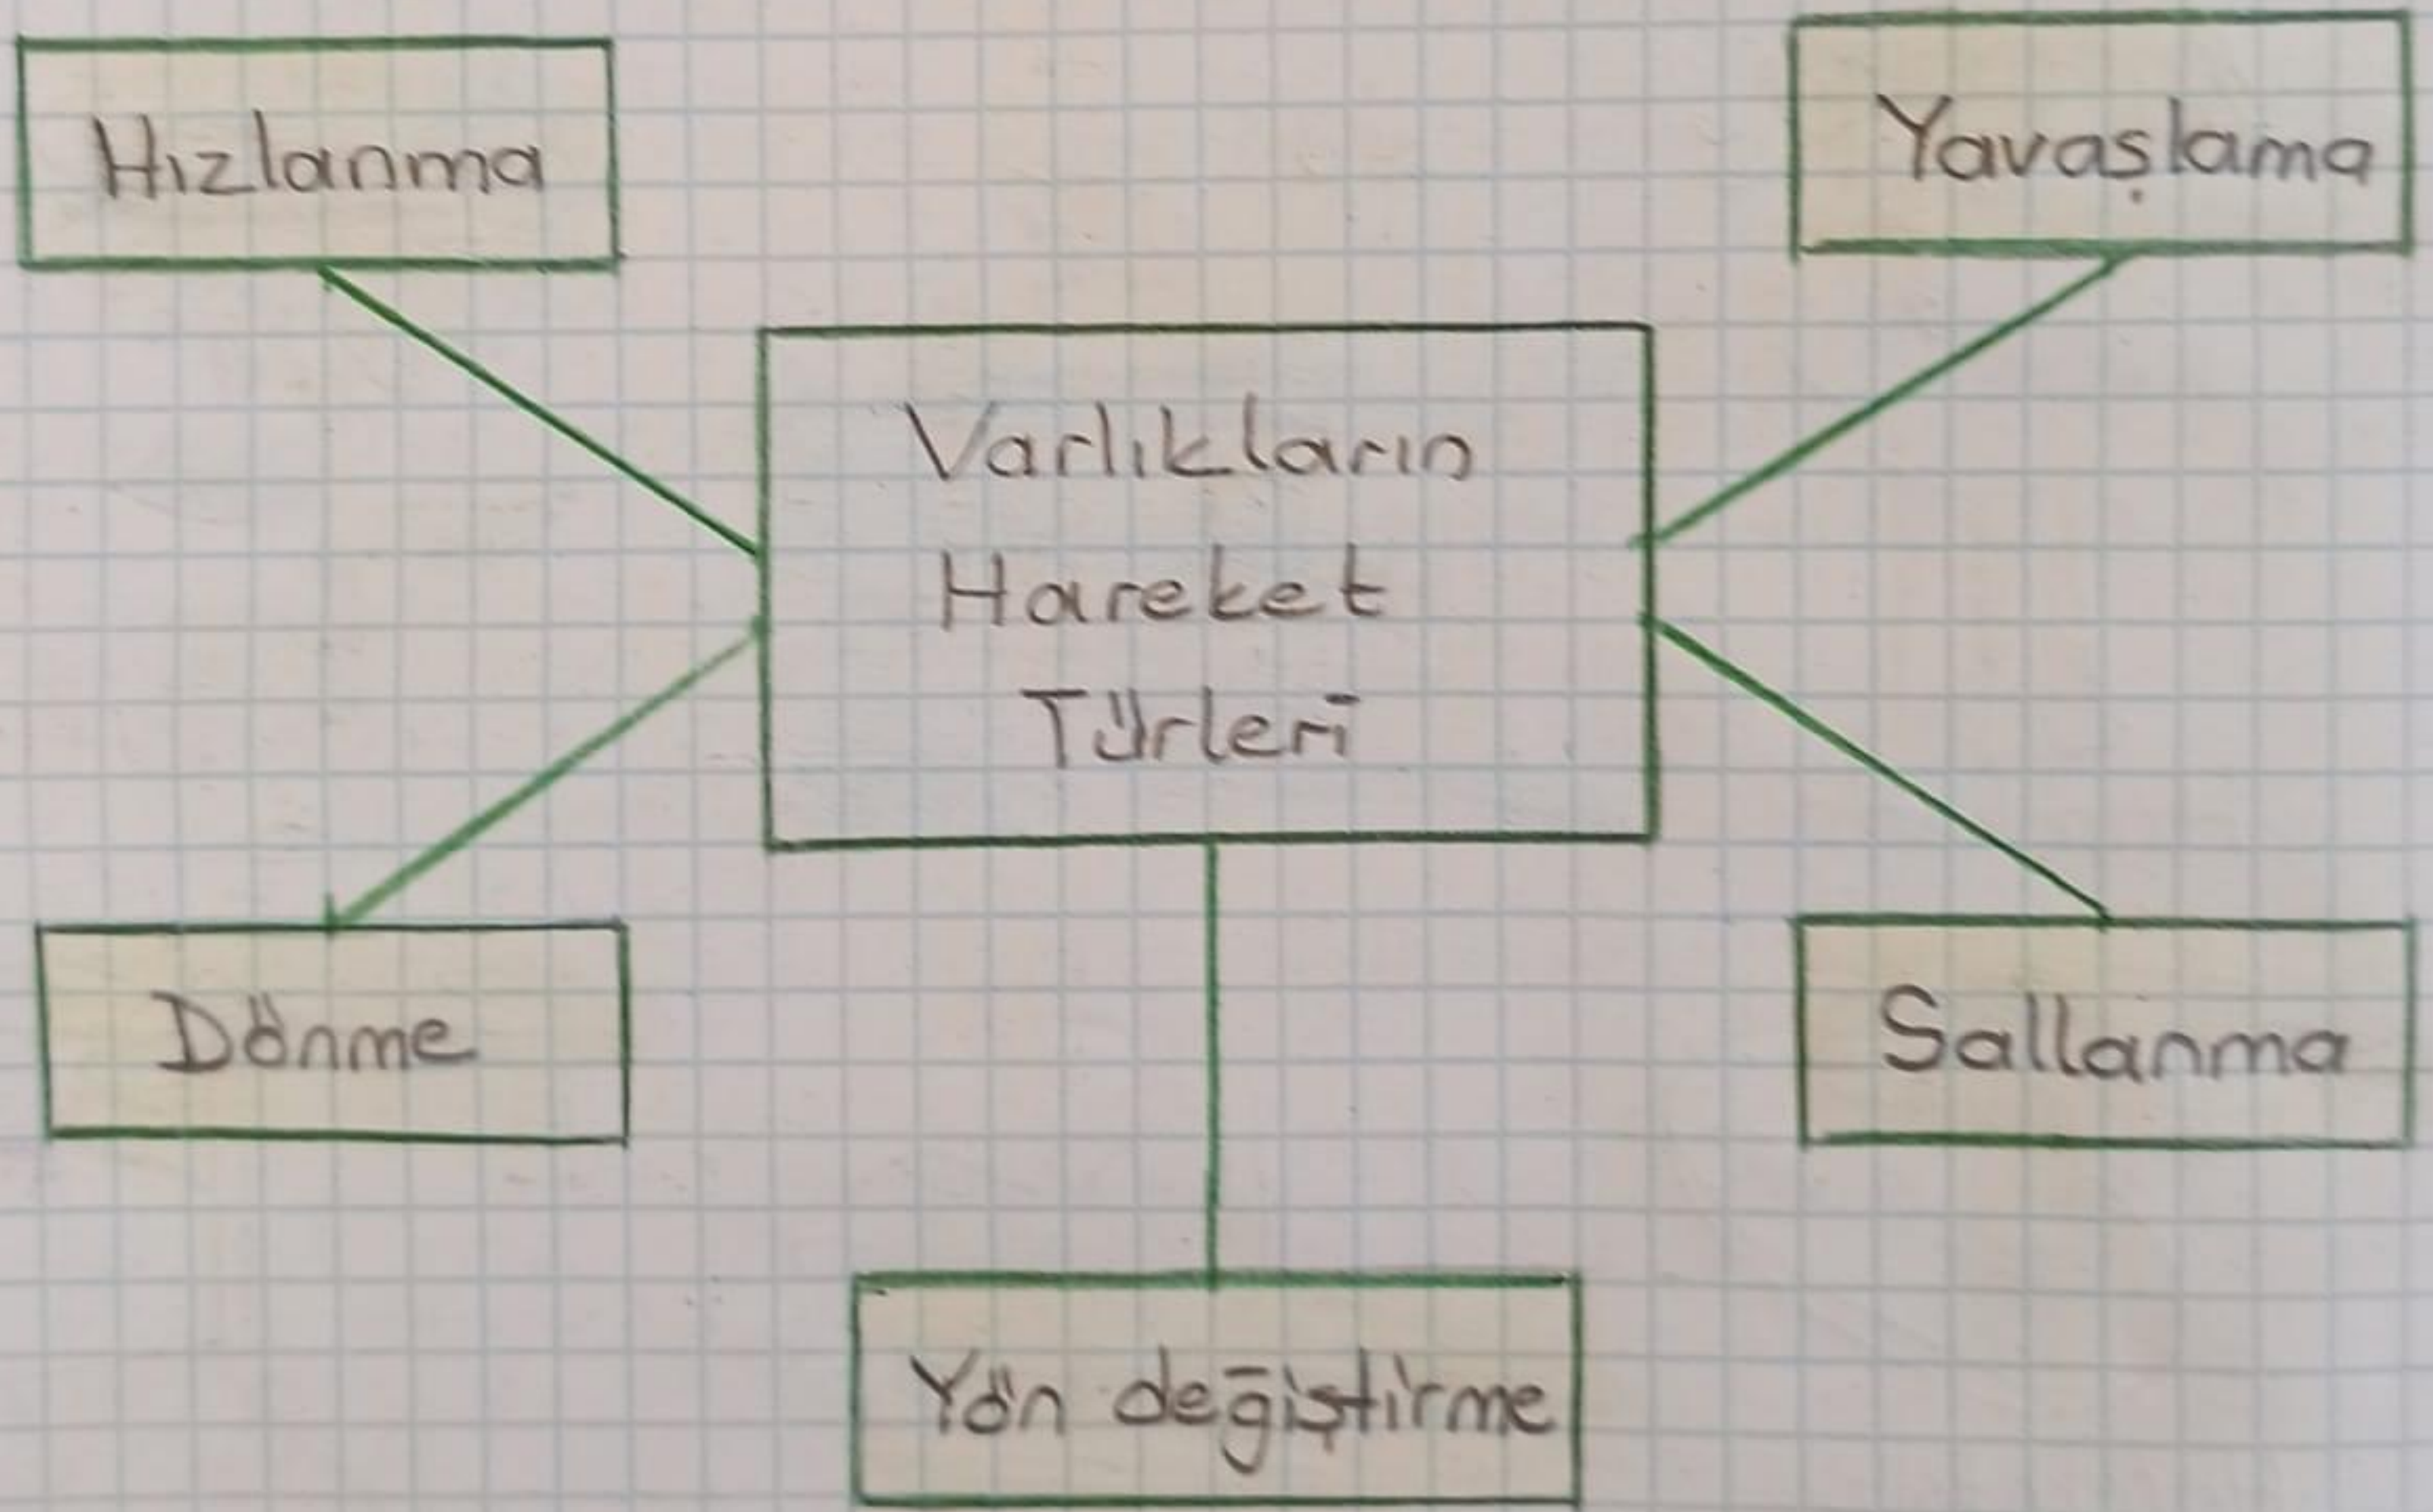 Hızlanma
Yavaşlama
Varlıkların
Hareket
Türleri
Dönme
Sallanma
Yön değiştirme